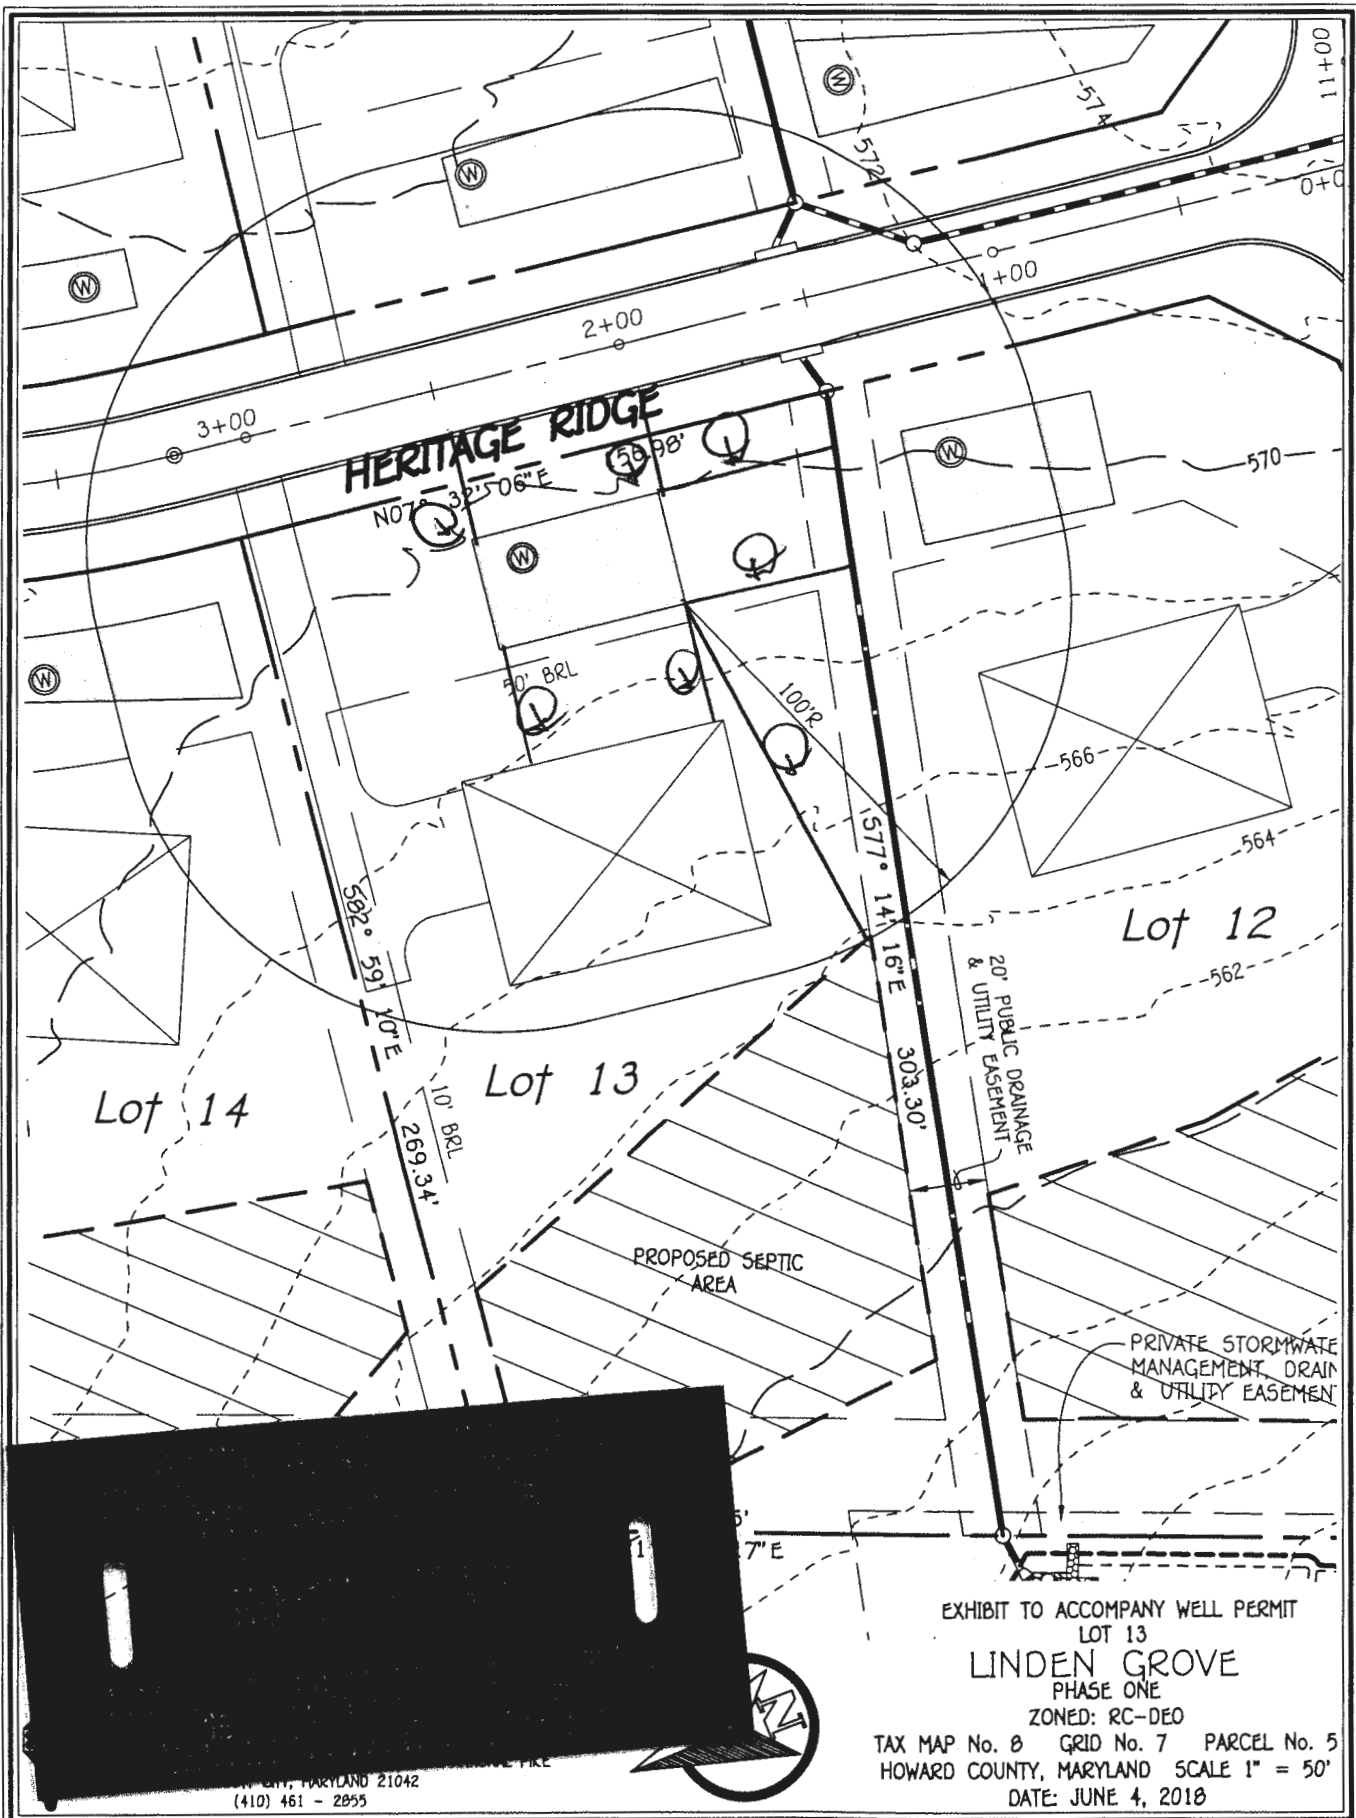 11+00
574
W
572
W
0+0
W
1+00
2+00
3+00
HERITAGE RIDGE
N07° 32' 06" E
156.98'
W
570
W
W
50' BRL
100'R
566
564
S77° 14' 16"E 303.30'
S82° 59' 10"E 269.34'
Lot 12
562
20' PUBLIC DRAINAGE
& UTILITY EASEMENT
Lot 13
Lot 14
10' BRL
PROPOSED SEPTIC
AREA
PRIVATE STORMWATE
MANAGEMENT, DRAIN
& UTILITY EASEMEN
7"E
EXHIBIT TO ACCOMPANY WELL PERMIT
LOT 13
LINDEN GROVE
PHASE ONE
ZONED: RC-DEO
TAX MAP No. 8 GRID No. 7 PARCEL No. 5
HOWARD COUNTY, MARYLAND SCALE 1" = 50'
DATE: JUNE 4, 2018
CITY, MARYLAND 21042
(410) 461 - 2855